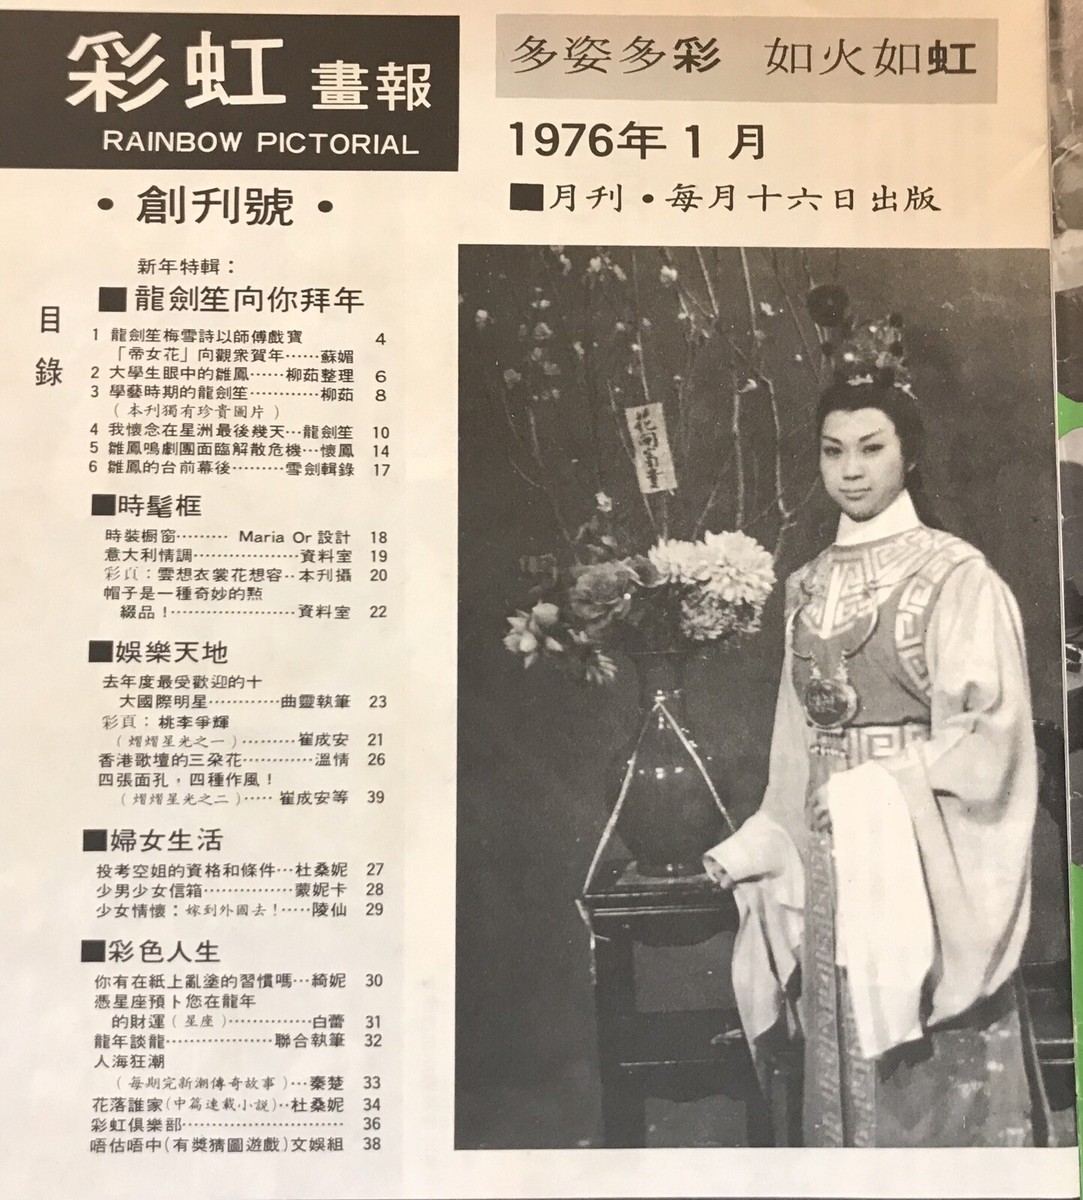 彩虹 畫報
RAINBOW PICTORIAL
多姿多彩 如火如虹
1976年1月
■月刊・每月十六日出版
・創刊號・
目錄
新年特輯：
■龍劍笙向你拜年
1 龍劍笙梅雪詩以師傅戲寶
「帝女花」向觀衆賀年……蘇媚 4
2 大學生眼中的雛鳳……柳茹整理 6
3 學藝時期的龍劍笙…………柳茹 8
（本刊獨有珍貴圖片）
4 我懷念在星洲最後幾天…龍劍笙 10
5 雛鳳鳴劇團面臨解散危機…懷鳳 14
6 雛鳳的台前幕後………雪劍輯錄 17
■時髦框
時裝橱窗……… Maria Or 設計 18
意大利情調………………資料室 19
彩頁：雲想衣裳花想容‥本刊攝 20
帽子是一種奇妙的點
綴品！…………………資料室 22
■娛樂天地
去年度最受歡迎的十
大國際明星…………曲靈執筆 23
彩頁：桃李爭輝
（熠熠星光之一）………崔成安 21
香港歌壇的三朶花…………溫情 26
四張面孔，四種作風！
（熠熠星光之二）‥‥‥崔成安等 39
■婦女生活
投考空姐的資格和條件…杜桑妮 27
少男少女信箱……………蒙妮卡 28
少女情懷：嫁到外國去！‥‥‥陵仙 29
■彩色人生
你有在紙上亂塗的習慣嗎…綺妮 30
憑星座預卜您在龍年
的財運（星座）……………白蕾 31
龍年談龍………………聯合執筆 32
人海狂潮
（每期完新潮傳奇故事）…秦楚 33
花落誰家（中篇連載小說）‥杜桑妮 34
彩虹俱樂部……………………… 36
唔估唔中（有獎猜圖遊戲）文娛組 38
花開富貴